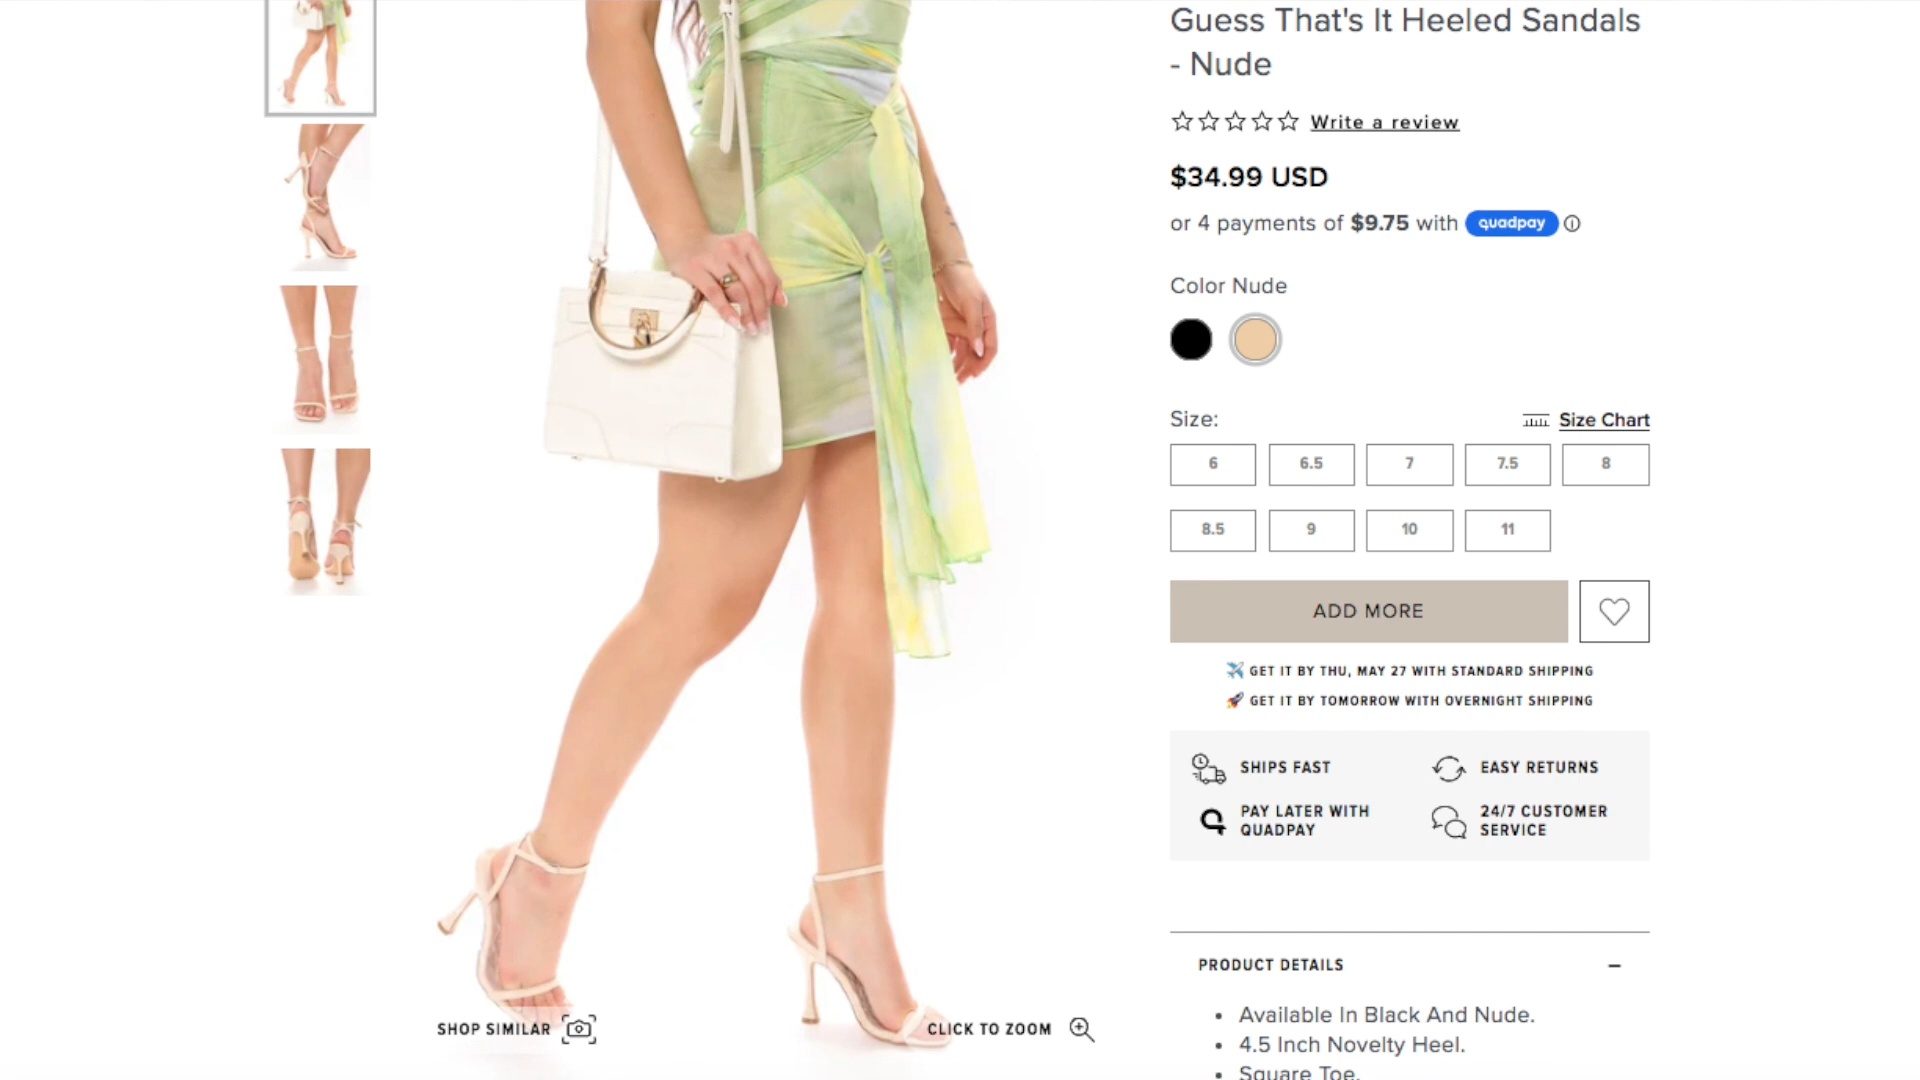 Guess That's It Heeled Sandals
- Nude
Write a review
$34.99 USD
or 4 payments of $9.75 with quadpay
Color Nude
Size:
Size Chart
6 6.5 7 7.5 8
8.5 9 10 11
ADD MORE
✈️ GET IT BY THU, MAY 27 WITH STANDARD SHIPPING
🚀 GET IT BY TOMORROW WITH OVERNIGHT SHIPPING
SHIPS FAST
EASY RETURNS
PAY LATER WITH
QUADPAY
24/7 CUSTOMER
SERVICE
PRODUCT DETAILS
• Available In Black And Nude.
• 4.5 Inch Novelty Heel.
• Square Toe.
SHOP SIMILAR
CLICK TO ZOOM